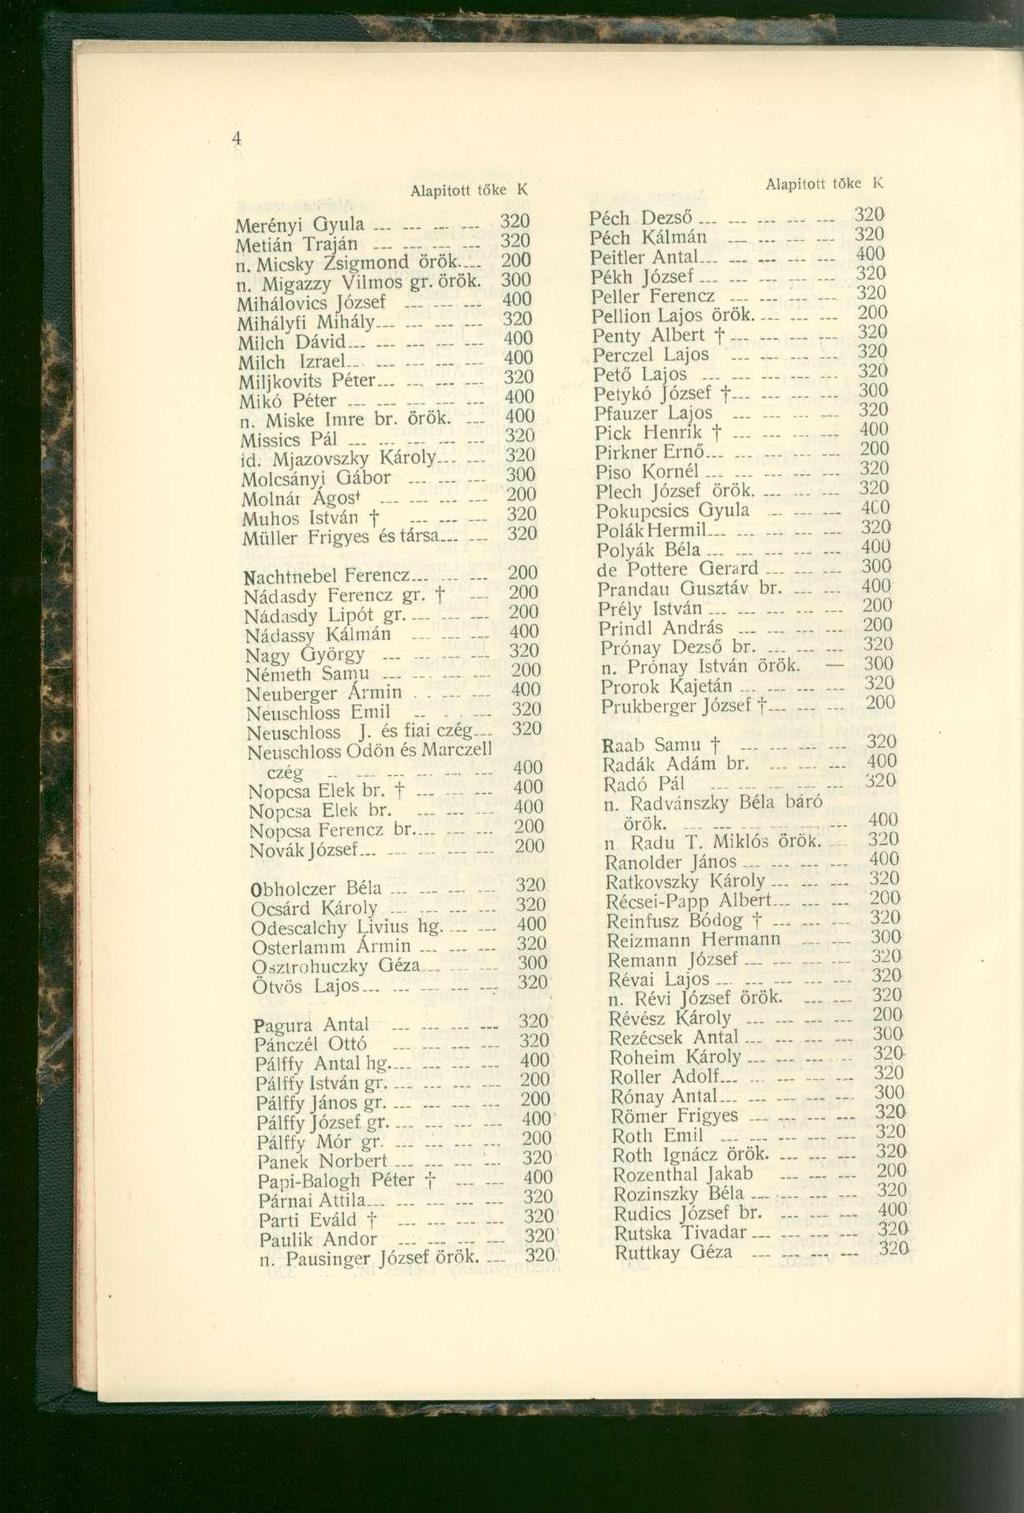 4
Alapitott tőke K
Merényi Gyula 320
Metián Traján 320
n. Micsky Zsigmond örök. 200
n. Migazzy Vilmos gr. örök. 300
Mihálovics József 400
Mihályfi Mihály 320
Milch Dávid 400
Milch Izrael 400
Miljkovits Péter 320
Mikó Péter 400
n. Miske Imre br. örök. 400
Missics Pál 320
id. Mjazovszky Károly 320
Molcsányi Gábor 300
Molnár Ágost 200
Muhos István † 320
Müller Frigyes és társa 320
Nachtnebel Ferencz 200
Nádasdy Ferencz gr. † 200
Nádasdy Lipót gr. 200
Nádassy Kálmán 400
Nagy György 320
Németh Samu 200
Neuberger Ármin 400
Neuschloss Emil 320
Neuschloss J. és fiai czég 320
Neuschloss Odön és Marczell
czég 400
Nopcsa Elek br. † 400
Nopcsa Elek br. 400
Nopcsa Ferencz br. 200
Novák József 200
Obholczer Béla 320
Ocsárd Károly 320
Odescalchy Livius hg. 400
Osterlamm Ármin 320
Osztrohuczky Géza 300
Ötvös Lajos 320
Pagura Antal 320
Pánczél Ottó 320
Pálffy Antal hg. 400
Pálffy István gr. 200
Pálffy János gr. 200
Pálffy József gr. 400
Pálffy Mór gr. 200
Panek Norbert 320
Papi-Balogh Péter † 400
Párnai Attila 320
Parti Eváld † 320
Paulik Andor 320
n. Pausinger József örök. 320
Alapitott tőke K
Péch Dezső 320
Péch Kálmán 320
Peitler Antal 400
Pékh József 320
Peller Ferencz 320
Pellion Lajos örök. 200
Penty Albert † 320
Perczel Lajos 320
Pető Lajos 320
Petykó József † 300
Pfauzer Lajos 320
Pick Henrik † 400
Pirkner Ernő 200
Piso Kornél 320
Plech József örök. 320
Pokupcsics Gyula 400
Polák Hermil 320
Polyák Béla 400
de Pottere Gerard 300
Prandau Gusztáv br. 400
Prély István 200
Prindl András 200
Prónay Dezső br. 320
n. Prónay István örök. — 300
Prorok Kajetán 320
Prukberger József † 200
Raab Samu † 320
Radák Ádám br. 400
Radó Pál 320
n. Radvánszky Béla báró
örök. 400
n Radu T. Miklós örök. 320
Ranolder János 400
Ratkovszky Károly 320
Récsei-Papp Albert 200
Reinfusz Bódog † 320
Reizmann Hermann 300
Remann József 320
Révai Lajos 320
n. Révi József örök. 320
Révész Károly 200
Rezécsek Antal 300
Roheim Károly 320
Roller Adolf 320
Rónay Antal 300
Römer Frigyes 320
Roth Emil 320
Roth Ignácz örök. 320
Rozenthal Jakab 200
Rozinszky Béla 320
Rudics József br. 400
Rutska Tivadar 320
Ruttkay Géza 320